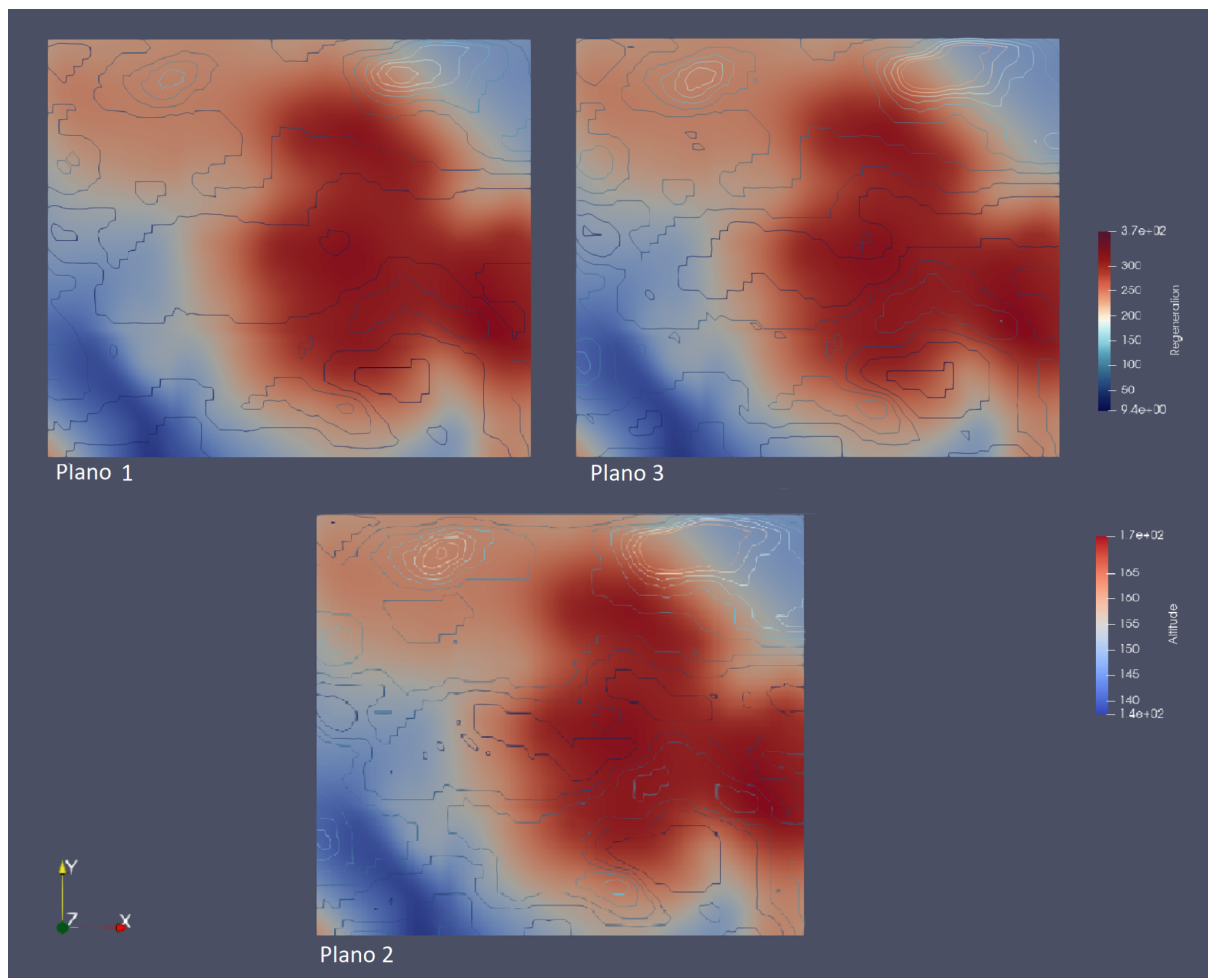 Plano 1
Plano 3
3.7e+02
300
250
200
150
100
50
9.4e+00
Regeneration
Plano 2
1.7e+02
165
160
155
150
145
140
1.4e+02
Altitude
Y
Z
X